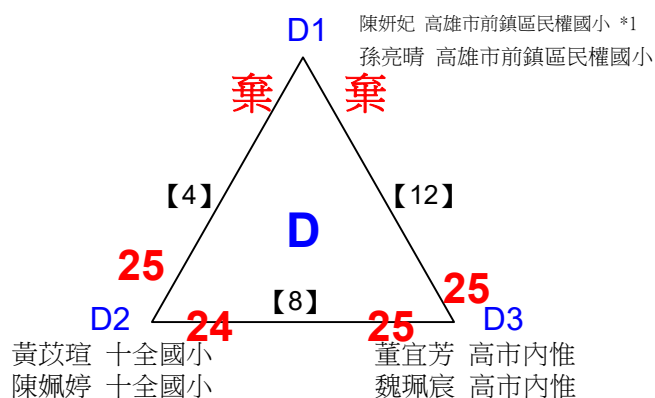 D1 陳妍妃 高雄市前鎮區民權國小 *1
孫亮晴 高雄市前鎮區民權國小
棄 棄
【4】 【12】
D
25 25
【8】
D2 24 25 D3
黃苡瑄 十全國小 董宜芳 高市內惟
陳姵婷 十全國小 魏珮宸 高市內惟